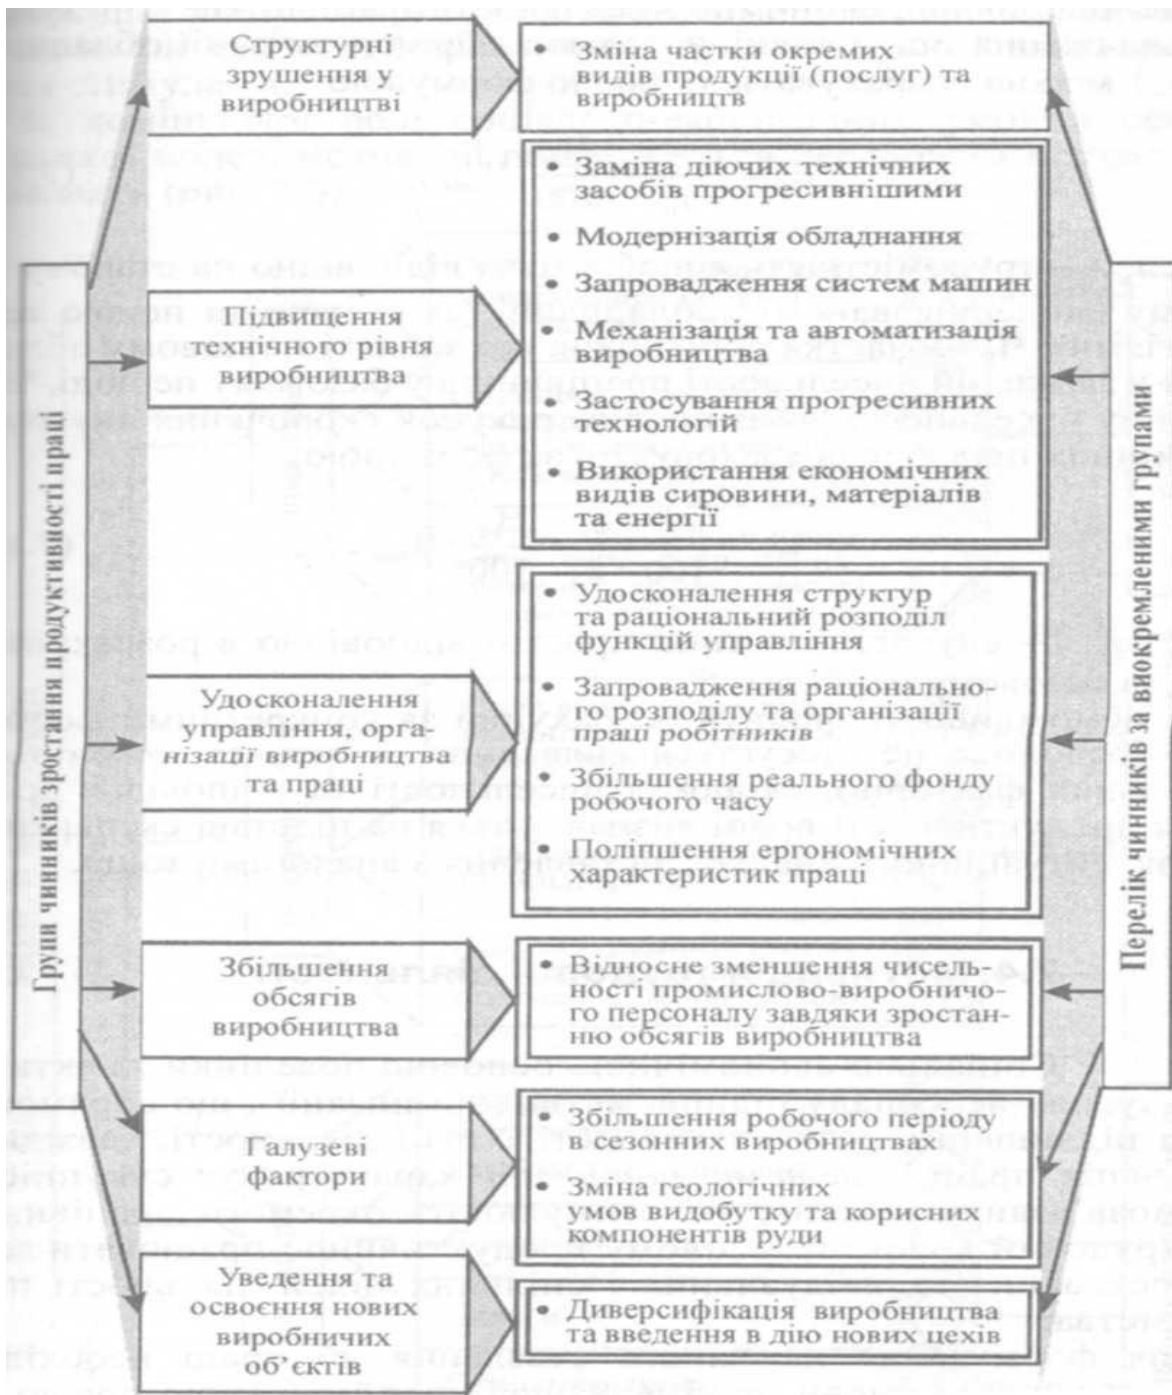 Групи чинників зростання продуктивності праці
Структурні
зрушення у
виробництві
• Зміна частки окремих
видів продукції (послуг) та
виробництв
Підвищення
технічного рівня
виробництва
• Заміна діючих технічних
засобів прогресивнішими
• Модернізація обладнання
• Запровадження систем машин
• Механізація та автоматизація
виробництва
• Застосування прогресивних
технологій
• Використання економічних
видів сировини, матеріалів
та енергії
Удосконалення
управління, орга-
нізації виробництва
та праці
• Удосконалення структур
та раціональний розподіл
функцій управління
• Запровадження раціонально-
го розподілу та організації
праці робітників
• Збільшення реального фонду
робочого часу
• Поліпшення ергономічних
характеристик праці
Збільшення
обсягів
виробництва
• Відносне зменшення чисель-
ності промислово-виробничо-
го персоналу завдяки зростан-
ню обсягів виробництва
Галузеві
фактори
• Збільшення робочого періоду
в сезонних виробництвах
• Зміна геологічних
умов видобутку та корисних
компонентів руди
Уведення та
освоєння нових
виробничих
об’єктів
• Диверсифікація виробництва
та введення в дію нових цехів
Перелік чинників за виокремленими групами